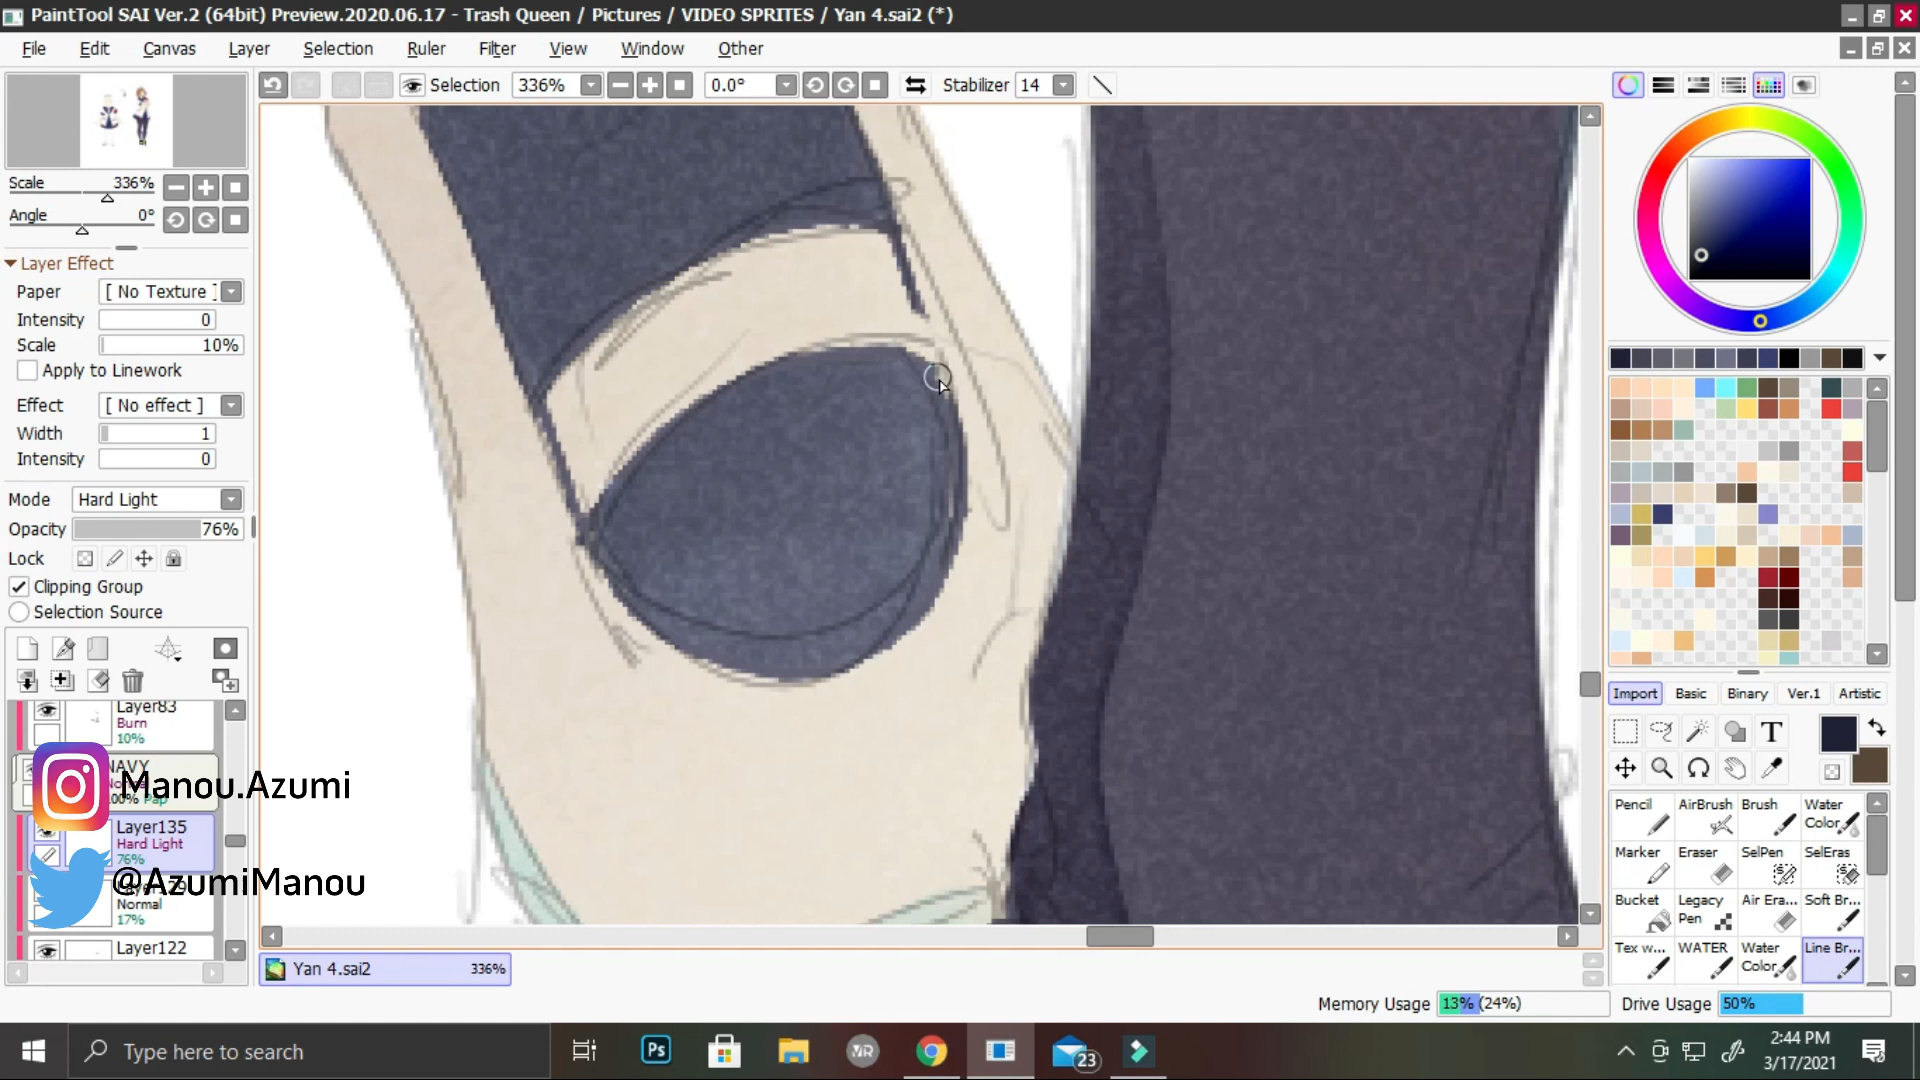 PaintTool SAI Ver.2 (64bit) Preview.2020.06.17 - Trash Queen / Pictures / VIDEO SPRITES / Yan 4.sai2 (*)
File Edit Canvas Layer Selection Ruler Filter View Window Other
Selection 336% 0.0° Stabilizer 14
Scale 336%
Angle 0°
Layer Effect
Paper [ No Texture ]
Intensity 0
Scale 10%
Apply to Linework
Effect [ No effect ]
Width 1
Intensity 0
Mode Hard Light
Opacity 76%
Lock
Clipping Group
Selection Source
Layer83
Burn
10%
NAVY
100% Pap
Manou.Azumi
Layer135
Hard Light
76%
@AzumiManou
Normal
17%
Layer122
Yan 4.sai2 336%
Import Basic Binary Ver.1 Artistic
T
Pencil AirBrush Brush Water Color
Marker Eraser SelPen SelEras
Bucket Legacy Pen Air Era... Soft Br...
Tex w... WATER Water Color Line Br...
Memory Usage 13% (24%) Drive Usage 50%
Type here to search
Ps
MR
23
2:44 PM
3/17/2021